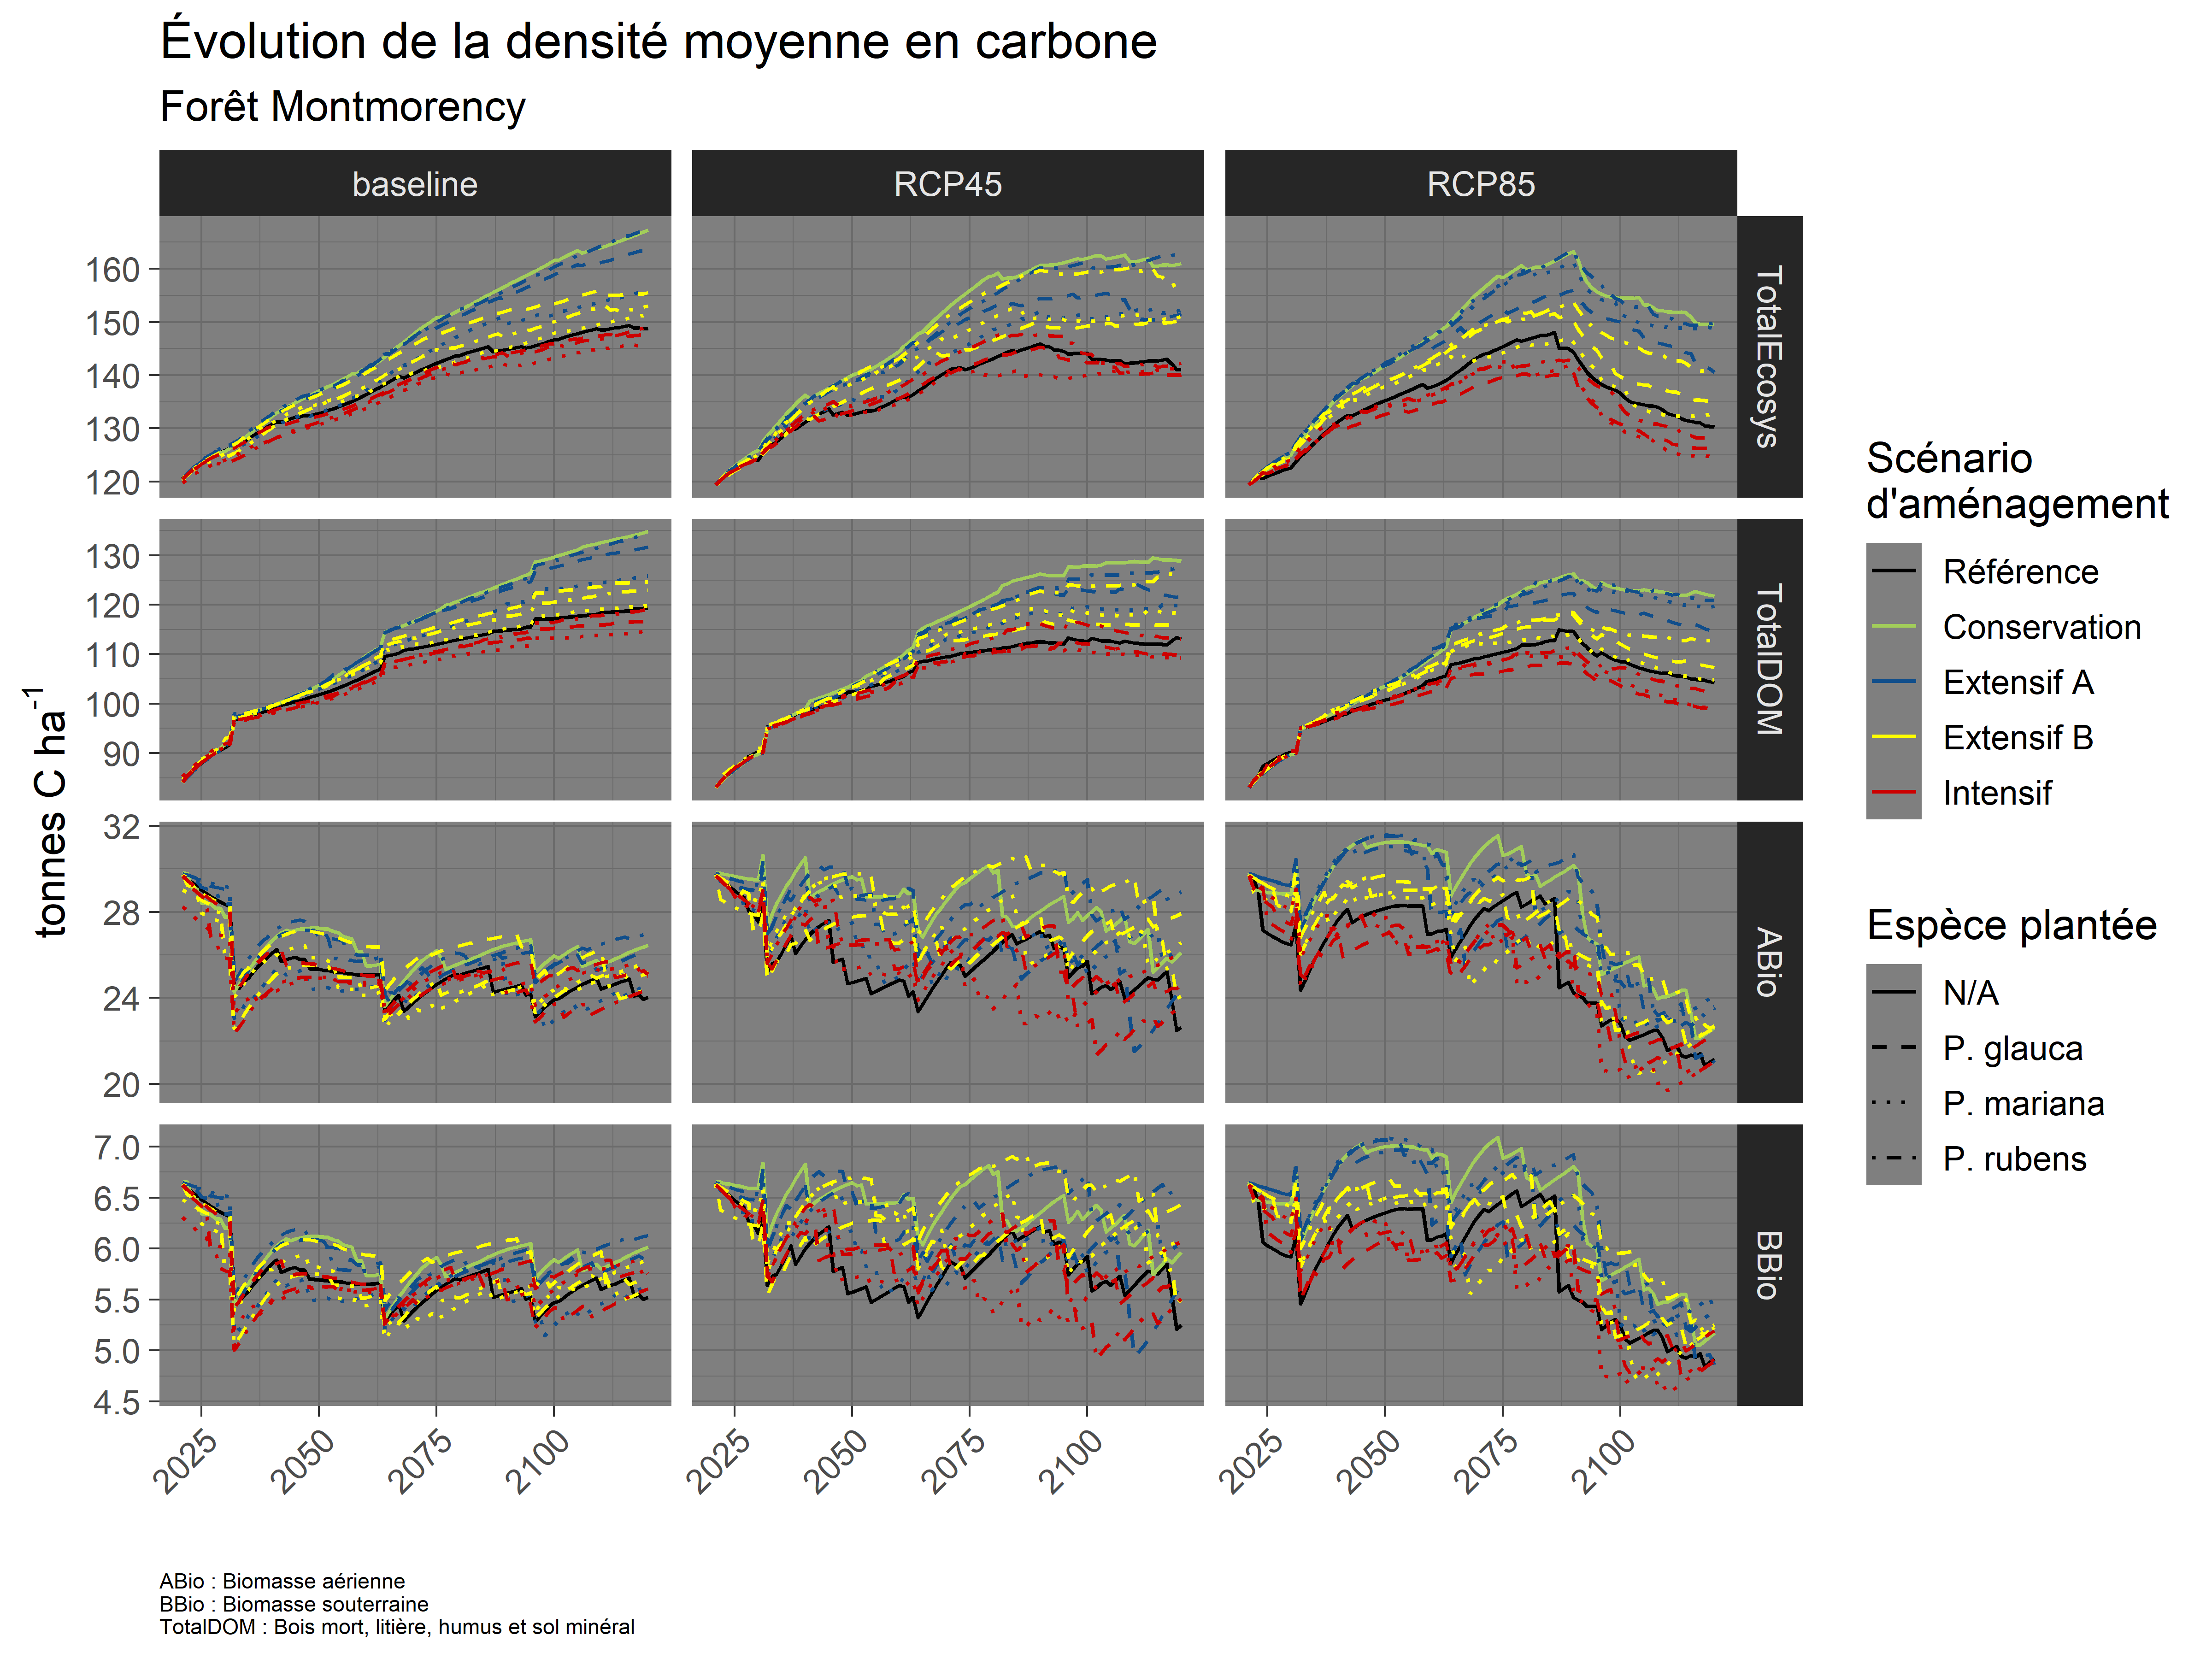 Évolution de la densité moyenne en carbone
Forêt Montmorency
baseline
RCP45
RCP85
tonnes C ha⁻¹
160
150
140
130
120
TotalEcosys
130
120
110
100
90
TotalDOM
32
28
24
20
ABio
7.0
6.5
6.0
5.5
5.0
4.5
BBio
2025
2050
2075
2100
2025
2050
2075
2100
2025
2050
2075
2100
Scénario
d'aménagement
Référence
Conservation
Extensif A
Extensif B
Intensif
Espèce plantée
N/A
P. glauca
P. mariana
P. rubens
ABio : Biomasse aérienne
BBio : Biomasse souterraine
TotalDOM : Bois mort, litière, humus et sol minéral